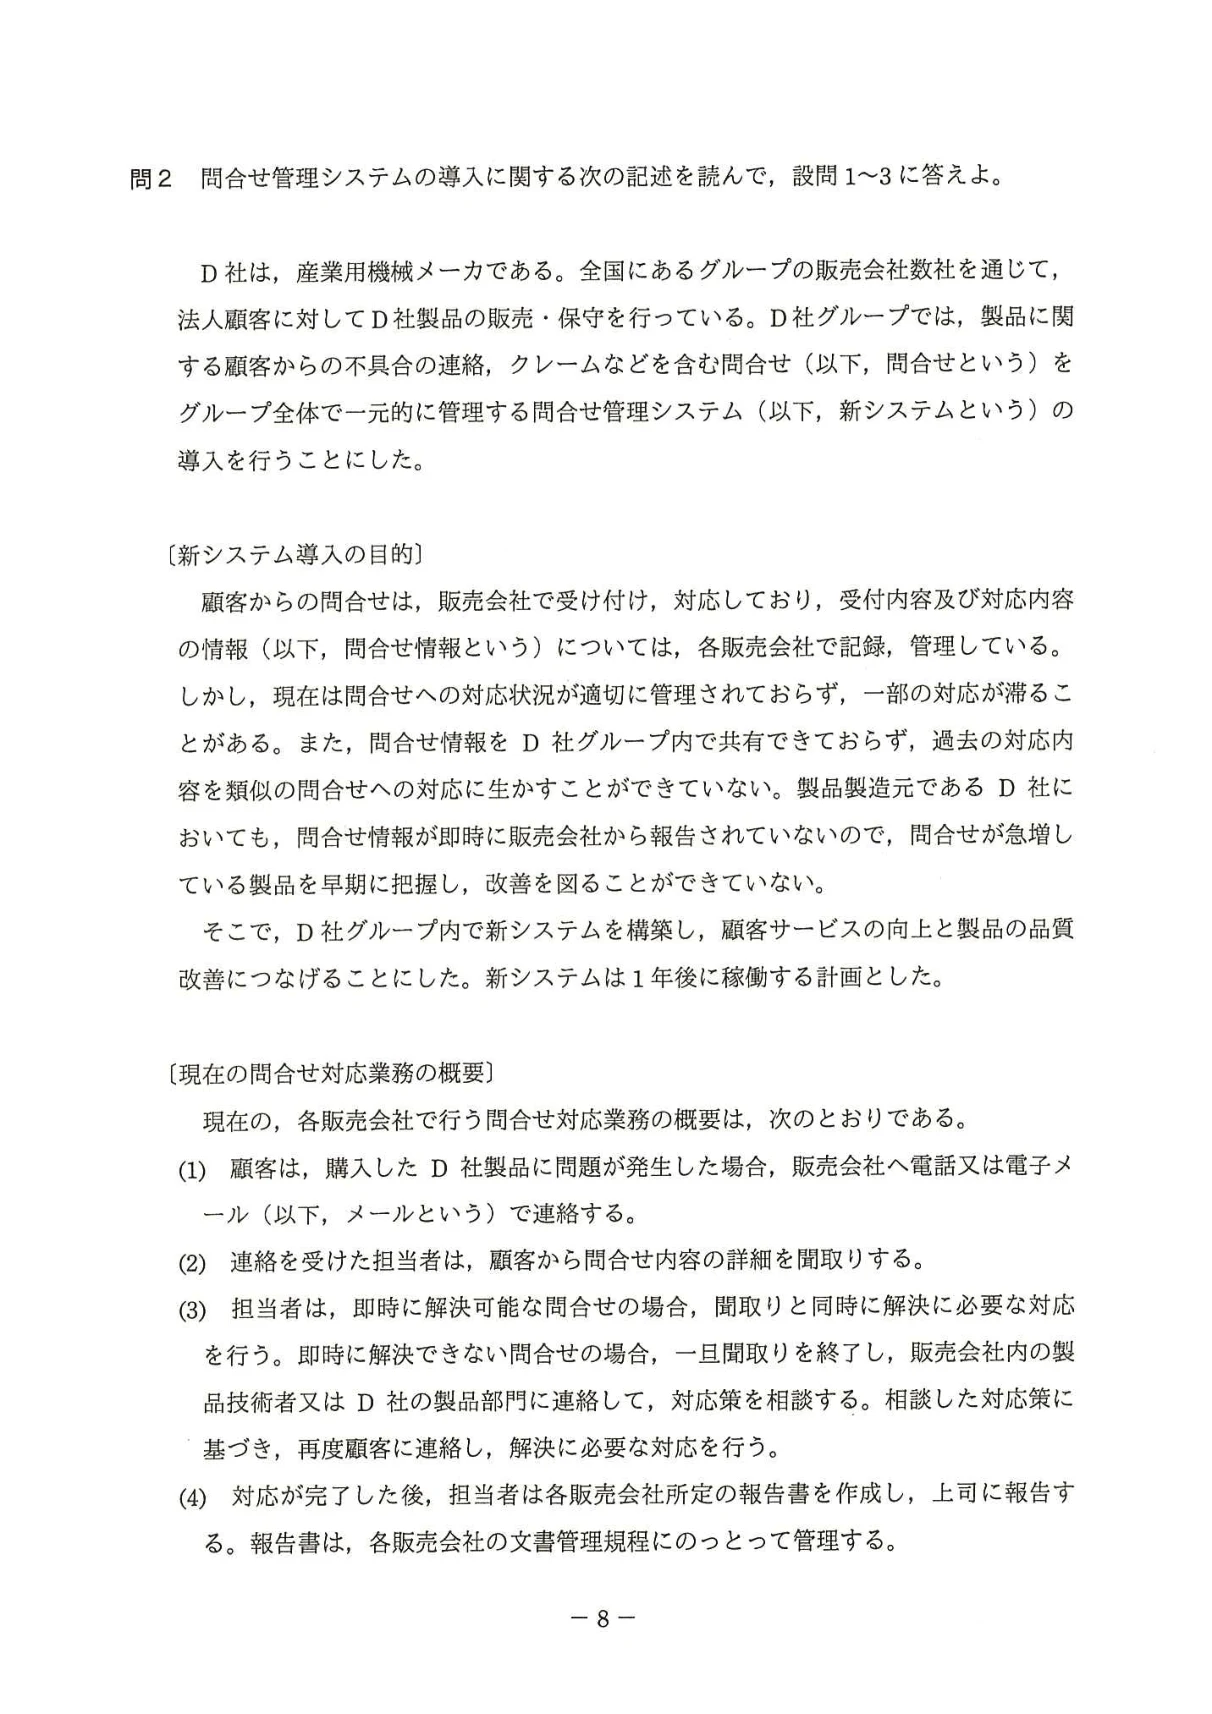 問2　問合せ管理システムの導入に関する次の記述を読んで，設問1～3に答えよ。
D社は，産業用機械メーカである。全国にあるグループの販売会社数社を通じて，
法人顧客に対してD社製品の販売・保守を行っている。D社グループでは，製品に関
する顧客からの不具合の連絡，クレームなどを含む問合せ（以下，問合せという）を
グループ全体で一元的に管理する問合せ管理システム（以下，新システムという）の
導入を行うことにした。
〔新システム導入の目的〕
顧客からの問合せは，販売会社で受け付け，対応しており，受付内容及び対応内容
の情報（以下，問合せ情報という）については，各販売会社で記録，管理している。
しかし，現在は問合せへの対応状況が適切に管理されておらず，一部の対応が滞るこ
とがある。また，問合せ情報を D 社グループ内で共有できておらず，過去の対応内
容を類似の問合せへの対応に生かすことができていない。製品製造元である D 社に
おいても，問合せ情報が即時に販売会社から報告されていないので，問合せが急増し
ている製品を早期に把握し，改善を図ることができていない。
そこで，D社グループ内で新システムを構築し，顧客サービスの向上と製品の品質
改善につなげることにした。新システムは1年後に稼働する計画とした。
〔現在の問合せ対応業務の概要〕
現在の，各販売会社で行う問合せ対応業務の概要は，次のとおりである。
(1)　顧客は，購入した D 社製品に問題が発生した場合，販売会社へ電話又は電子メ
ール（以下，メールという）で連絡する。
(2)　連絡を受けた担当者は，顧客から問合せ内容の詳細を聞取りする。
(3)　担当者は，即時に解決可能な問合せの場合，聞取りと同時に解決に必要な対応
を行う。即時に解決できない問合せの場合，一旦聞取りを終了し，販売会社内の製
品技術者又は D 社の製品部門に連絡して，対応策を相談する。相談した対応策に
基づき，再度顧客に連絡し，解決に必要な対応を行う。
(4)　対応が完了した後，担当者は各販売会社所定の報告書を作成し，上司に報告す
る。報告書は，各販売会社の文書管理規程にのっとって管理する。
－ 8 －